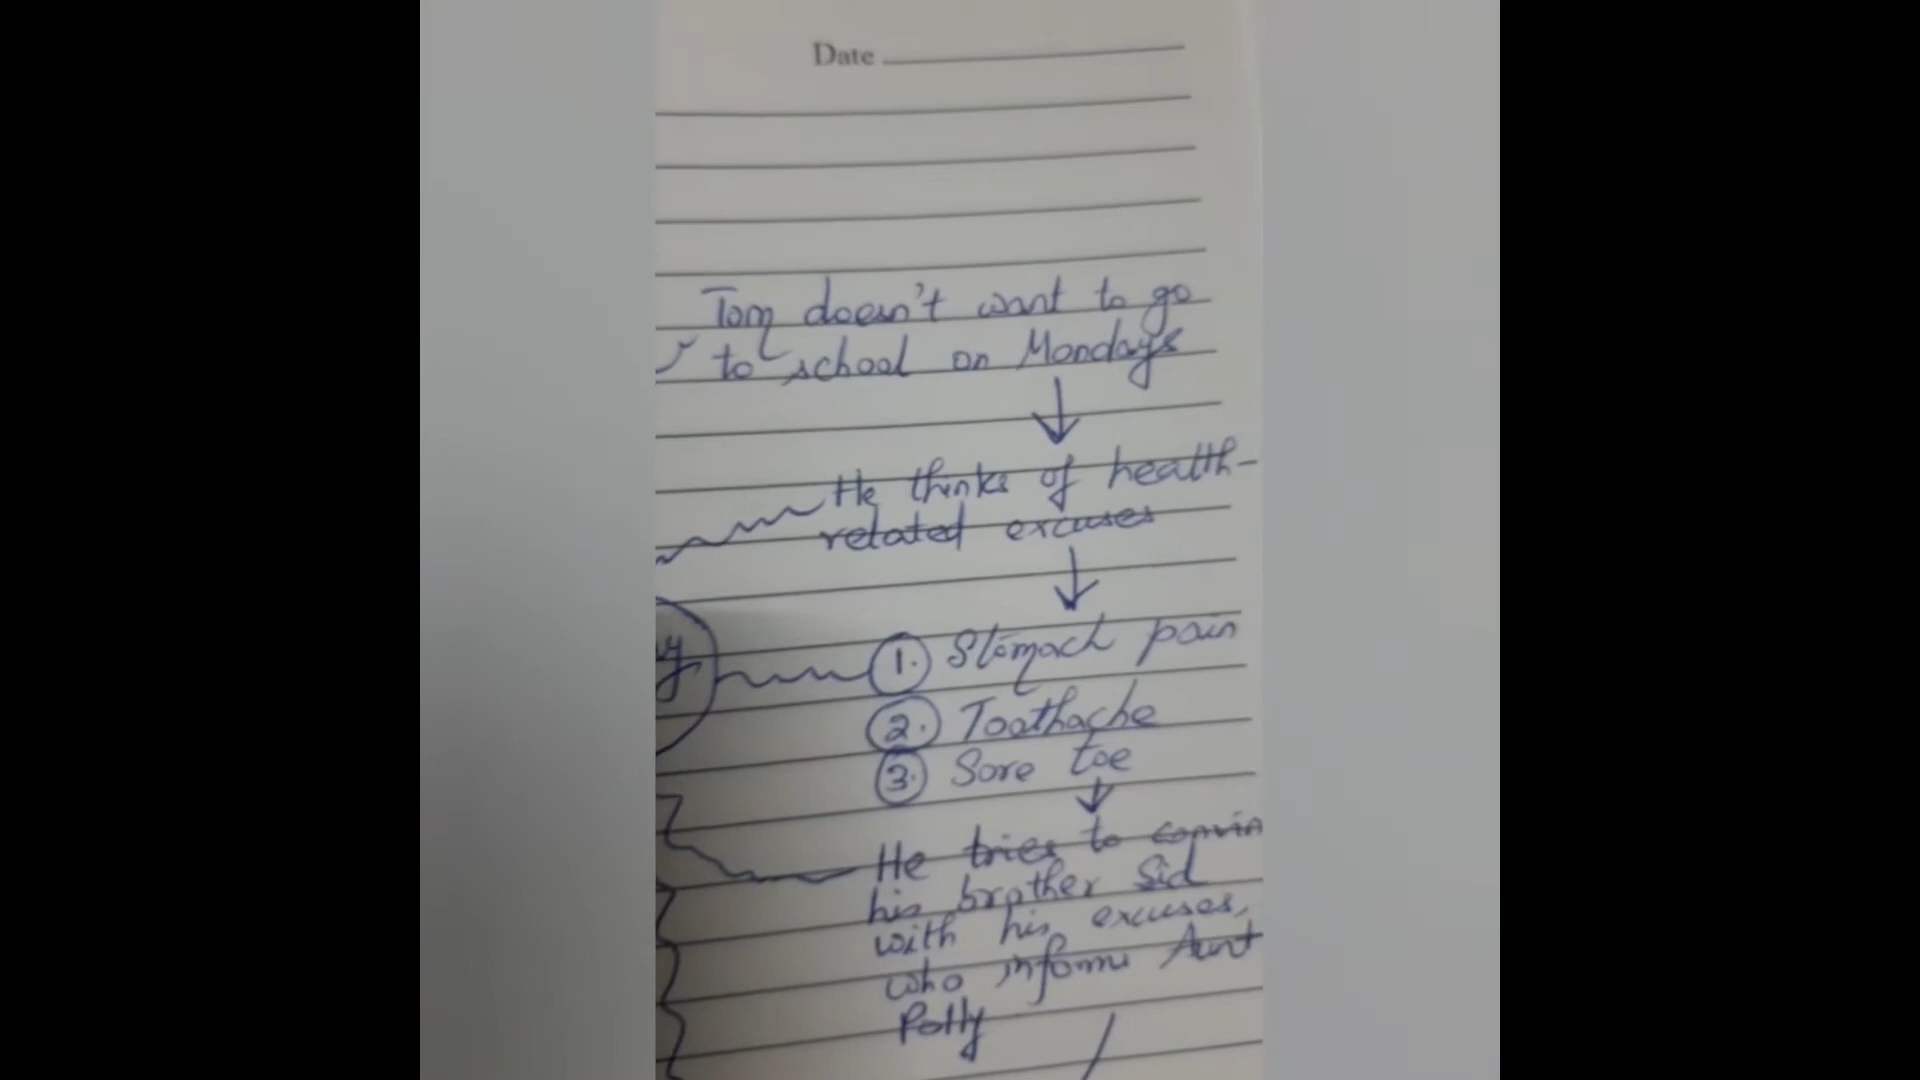 Date
Tom doesn't want to go
to school on Mondays
He thinks of health-
related excuses
1. Stomach pain
2. Toothache
3. Sore toe
He tries to convin
his brother Sid
with his excuses,
who informs Aunt
Polly